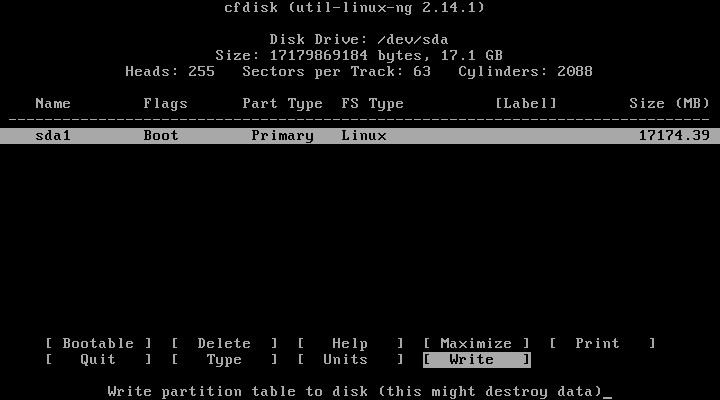 cfdisk (util-linux-ng 2.14.1)
Disk Drive: /dev/sda
Size: 17179869184 bytes, 17.1 GB
Heads: 255   Sectors per Track: 63   Cylinders: 2088
Name        Flags      Part Type  FS Type          [Label]        Size (MB)
------------------------------------------------------------------------------
sda1        Boot        Primary   Linux                            17174.39
[ Bootable ]  [  Delete  ]  [   Help   ]  [ Maximize ]  [  Print   ]
[   Quit   ]  [   Type   ]  [  Units   ]  [  Write   ]
Write partition table to disk (this might destroy data)_